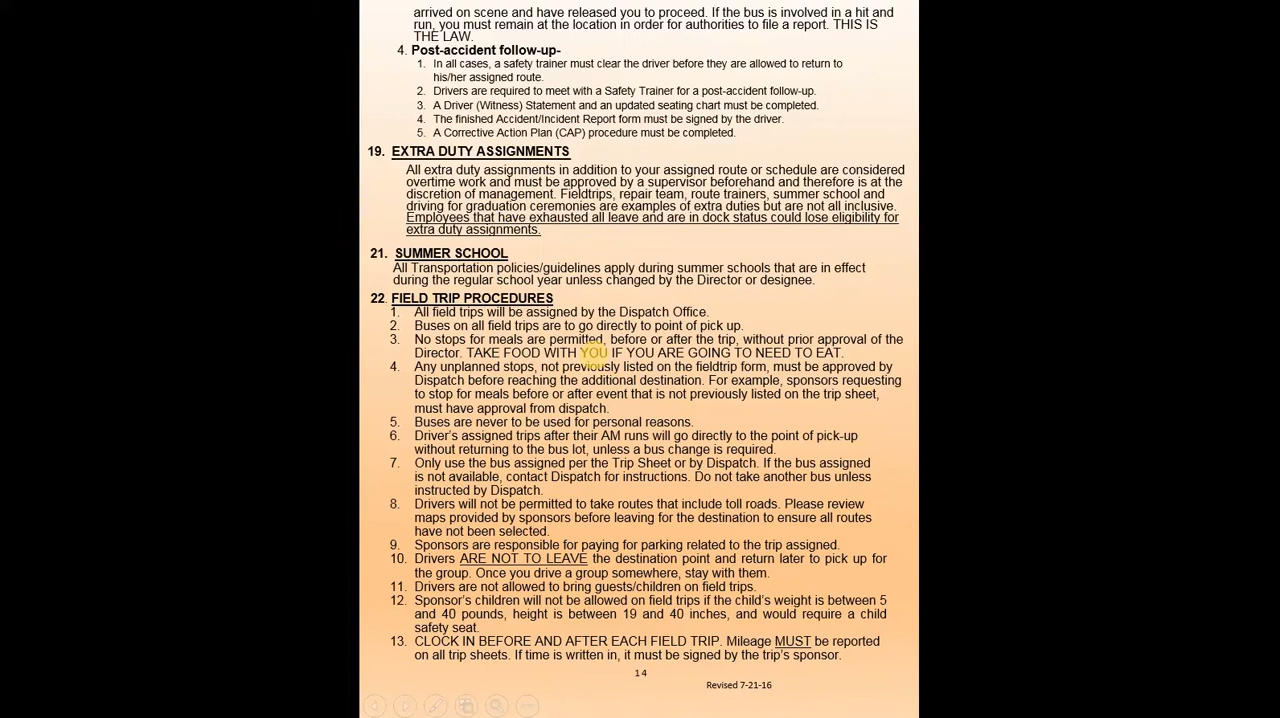 arrived on scene and have released you to proceed. If the bus is involved in a hit and
run, you must remain at the location in order for authorities to file a report. THIS IS
THE LAW.
4. Post-accident follow-up-
1. In all cases, a safety trainer must clear the driver before they are allowed to return to
his/her assigned route.
2. Drivers are required to meet with a Safety Trainer for a post-accident follow-up.
3. A Driver (Witness) Statement and an updated seating chart must be completed.
4. The finished Accident/Incident Report form must be signed by the driver.
5. A Corrective Action Plan (CAP) procedure must be completed.
19. EXTRA DUTY ASSIGNMENTS
All extra duty assignments in addition to your assigned route or schedule are considered
overtime work and must be approved by a supervisor beforehand and therefore is at the
discretion of management. Fieldtrips, repair team, route trainers, summer school and
driving for graduation ceremonies are examples of extra duties but are not all inclusive.
Employees that have exhausted all leave and are in dock status could lose eligibility for
extra duty assignments.
21. SUMMER SCHOOL
All Transportation policies/guidelines apply during summer schools that are in effect
during the regular school year unless changed by the Director or designee.
22. FIELD TRIP PROCEDURES
1. All field trips will be assigned by the Dispatch Office.
2. Buses on all field trips are to go directly to point of pick up.
3. No stops for meals are permitted, before or after the trip, without prior approval of the
Director. TAKE FOOD WITH YOU IF YOU ARE GOING TO NEED TO EAT.
4. Any unplanned stops, not previously listed on the fieldtrip form, must be approved by
Dispatch before reaching the additional destination. For example, sponsors requesting
to stop for meals before or after event that is not previously listed on the trip sheet,
must have approval from dispatch.
5. Buses are never to be used for personal reasons.
6. Driver's assigned trips after their AM runs will go directly to the point of pick-up
without returning to the bus lot, unless a bus change is required.
7. Only use the bus assigned per the Trip Sheet or by Dispatch. If the bus assigned
is not available, contact Dispatch for instructions. Do not take another bus unless
instructed by Dispatch.
8. Drivers will not be permitted to take routes that include toll roads. Please review
maps provided by sponsors before leaving for the destination to ensure all routes
have not been selected.
9. Sponsors are responsible for paying for parking related to the trip assigned.
10. Drivers ARE NOT TO LEAVE the destination point and return later to pick up for
the group. Once you drive a group somewhere, stay with them.
11. Drivers are not allowed to bring guests/children on field trips.
12. Sponsor's children will not be allowed on field trips if the child's weight is between 5
and 40 pounds, height is between 19 and 40 inches, and would require a child
safety seat.
13. CLOCK IN BEFORE AND AFTER EACH FIELD TRIP. Mileage MUST be reported
on all trip sheets. If time is written in, it must be signed by the trip's sponsor.
14
Revised 7-21-16